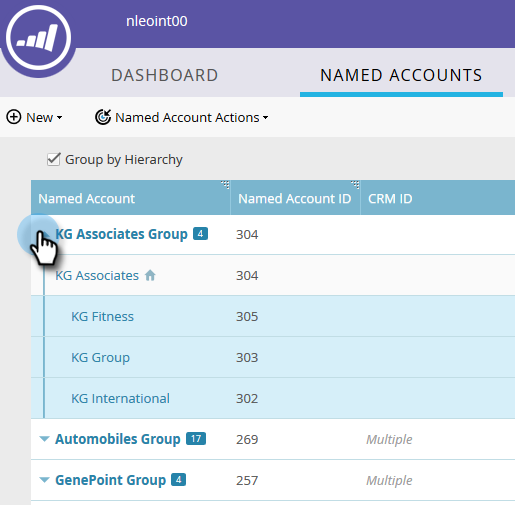 nleoint00
DASHBOARD NAMED ACCOUNTS
New Named Account Actions
Group by Hierarchy
Named Account Named Account ID CRM ID
KG Associates Group 4 304
KG Associates 304
KG Fitness 305
KG Group 303
KG International 302
Automobiles Group 17 269 Multiple
GenePoint Group 4 257 Multiple